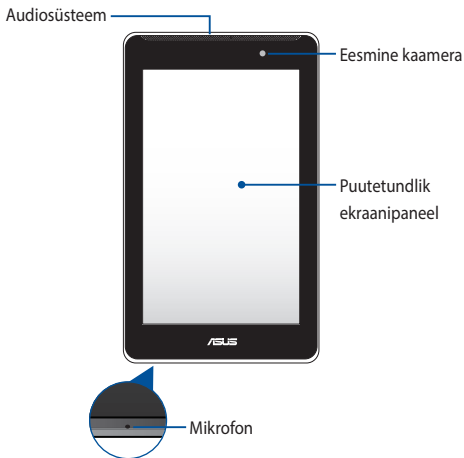 Audiosüsteem
Eesmine kaamera
Puutetundlik
ekraanipaneel
ASUS
Mikrofon